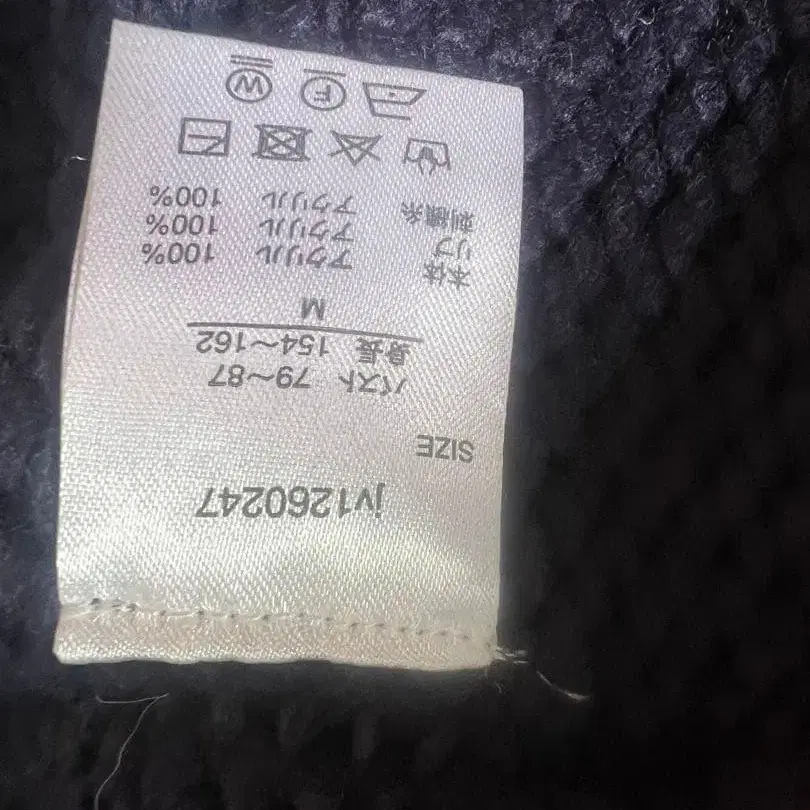 jv1260247
SIZE
バスト 79~87
身長 154~162
M
本体 アクリル 100%
リブ アクリル 100%
刺繍糸 アクリル 100%
F W